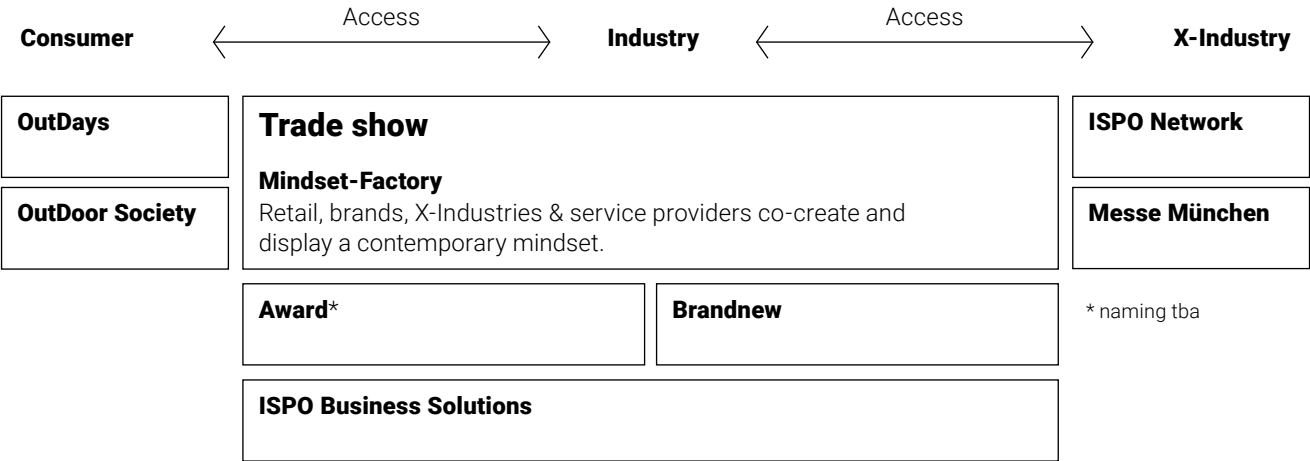 Access
Access
Consumer
Industry
X-Industry
OutDays
Trade show
ISPO Network
Mindset-Factory
OutDoor Society
Retail, brands, X-Industries & service providers co-create and
display a contemporary mindset.
Messe München
Award*
Brandnew
* naming tba
ISPO Business Solutions